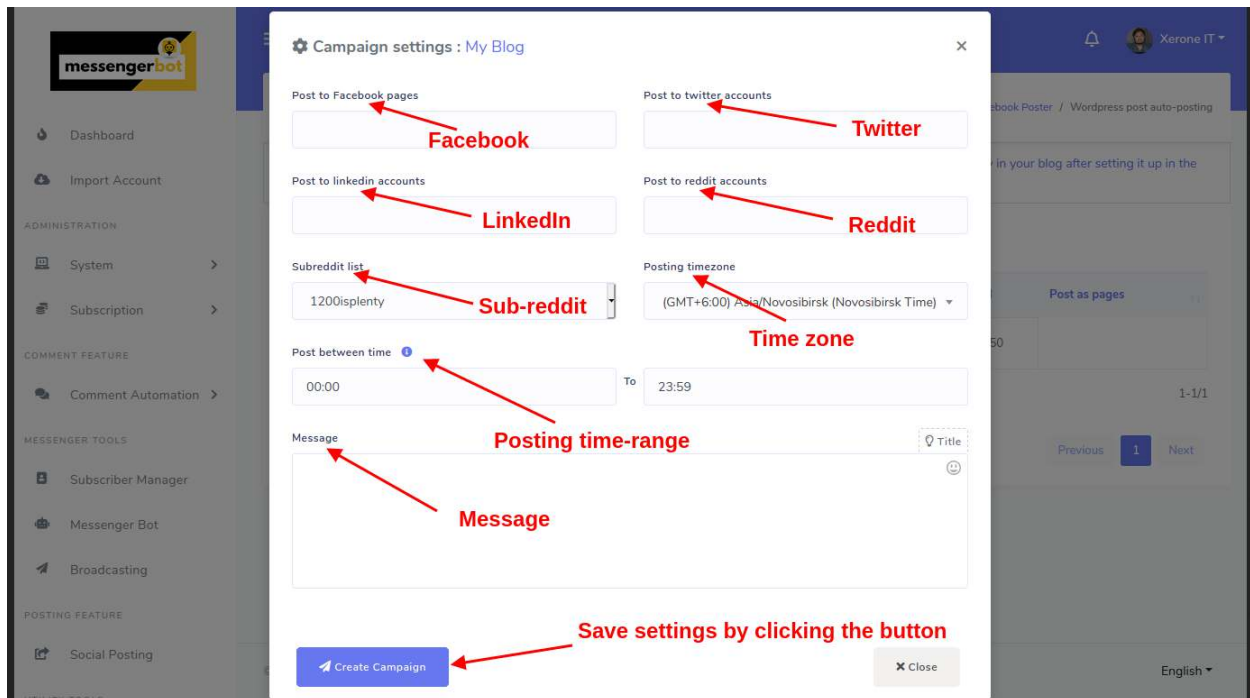 messengerbot
Dashboard
Import Account
ADMINISTRATION
System
Subscription
COMMENT FEATURE
Comment Automation
MESSENGER TOOLS
Subscriber Manager
Messenger Bot
Broadcasting
POSTING FEATURE
Social Posting
Campaign settings : My Blog
Post to Facebook pages
Facebook
Post to twitter accounts
Twitter
Post to linkedin accounts
LinkedIn
Post to reddit accounts
Reddit
Subreddit list
1200isplenty
Sub-reddit
Posting timezone
(GMT+6:00) Asia/Novosibirsk (Novosibirsk Time)
Time zone
Post between time
00:00
To
23:59
Posting time-range
Message
Title
Message
Save settings by clicking the button
Create Campaign
Close
Xerone IT
ebook Poster / Wordpress post auto-posting
in your blog after setting it up in the
Post as pages
50
1-1/1
Previous 1 Next
English